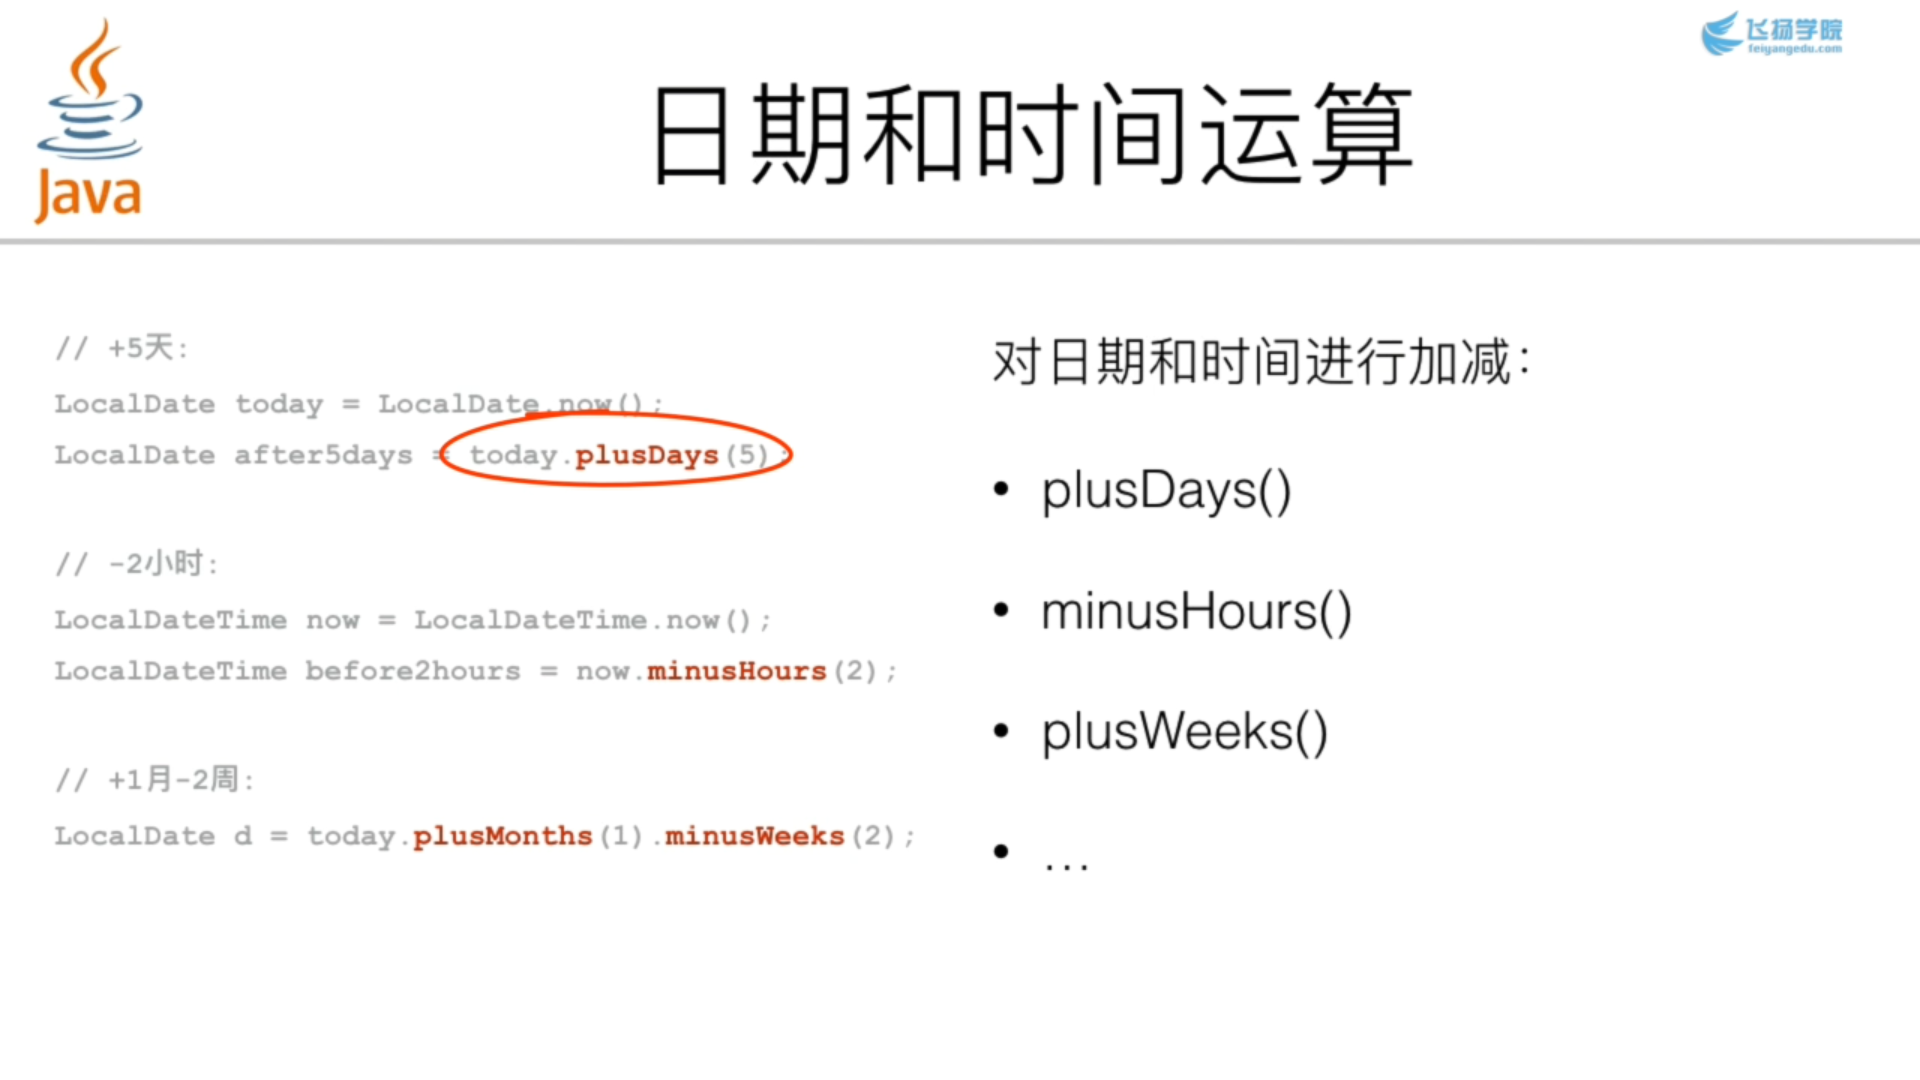 Java
飞扬学院
feiyangedu.com
日期和时间运算
// +5天:
LocalDate today = LocalDate.now();
LocalDate after5days = today.plusDays(5);
// -2小时:
LocalDateTime now = LocalDateTime.now();
LocalDateTime before2hours = now.minusHours(2);
// +1月-2周:
LocalDate d = today.plusMonths(1).minusWeeks(2);
对日期和时间进行加减：
• plusDays()
• minusHours()
• plusWeeks()
• …